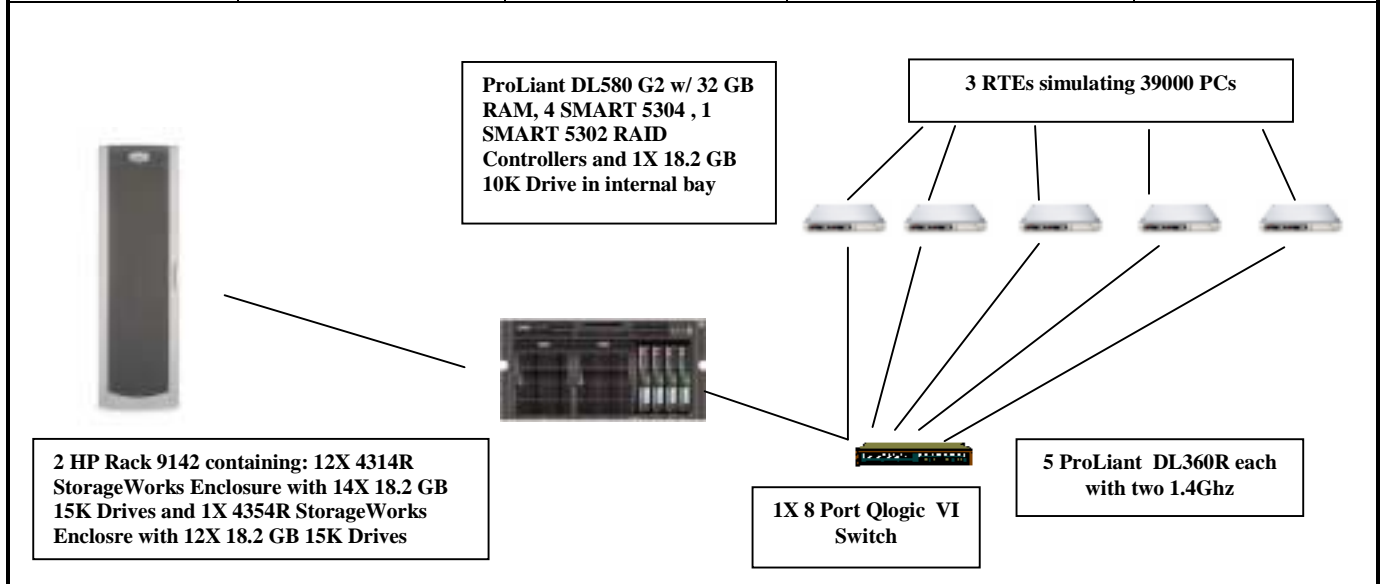 ProLiant DL580 G2 w/ 32 GB
RAM, 4 SMART 5304 , 1
SMART 5302 RAID
Controllers and 1X 18.2 GB
10K Drive in internal bay
3 RTEs simulating 39000 PCs
2 HP Rack 9142 containing: 12X 4314R
StorageWorks Enclosure with 14X 18.2 GB
15K Drives and 1X 4354R StorageWorks
Enclosre with 12X 18.2 GB 15K Drives
1X 8 Port Qlogic VI
Switch
5 ProLiant DL360R each
with two 1.4Ghz